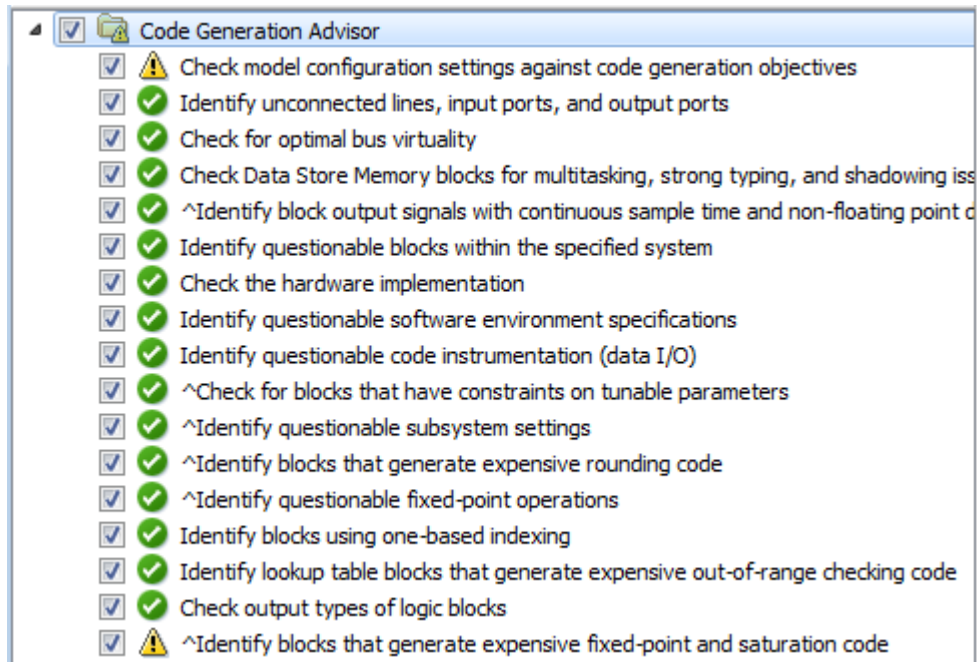 Code Generation Advisor
Check model configuration settings against code generation objectives
Identify unconnected lines, input ports, and output ports
Check for optimal bus virtuality
Check Data Store Memory blocks for multitasking, strong typing, and shadowing iss
^Identify block output signals with continuous sample time and non-floating point d
Identify questionable blocks within the specified system
Check the hardware implementation
Identify questionable software environment specifications
Identify questionable code instrumentation (data I/O)
^Check for blocks that have constraints on tunable parameters
^Identify questionable subsystem settings
^Identify blocks that generate expensive rounding code
^Identify questionable fixed-point operations
Identify blocks using one-based indexing
Identify lookup table blocks that generate expensive out-of-range checking code
Check output types of logic blocks
^Identify blocks that generate expensive fixed-point and saturation code